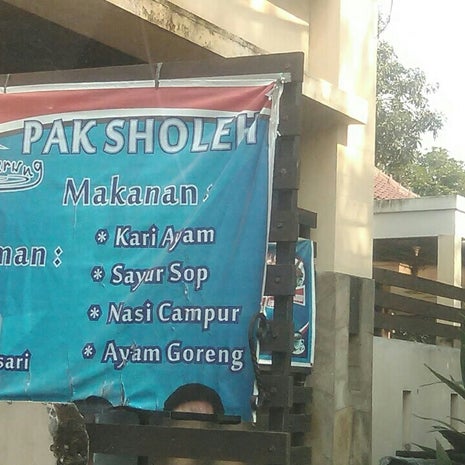 PAK SHOLEH
Makanan :
man :
* Kari Ayam
* Sayur Sop
* Nasi Campur
* Ayam Goreng
sari